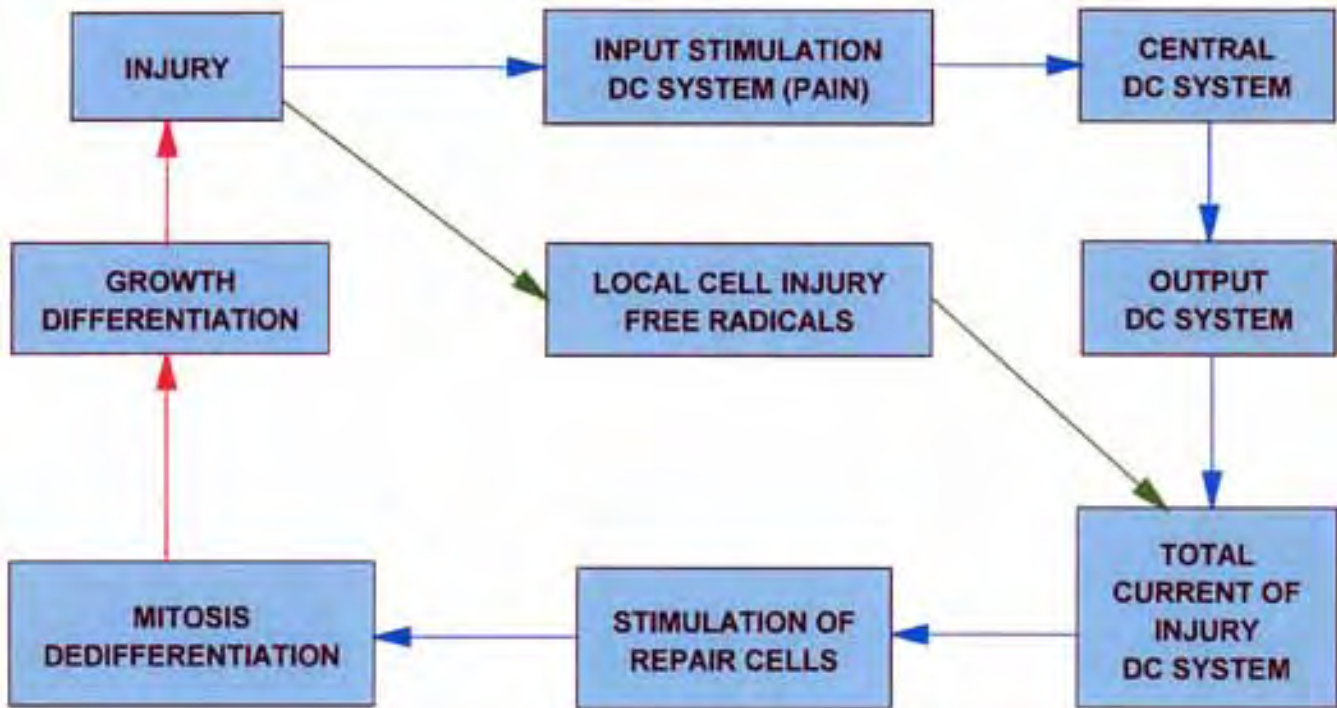 INJURY
INPUT STIMULATION
DC SYSTEM (PAIN)
CENTRAL
DC SYSTEM
GROWTH
DIFFERENTIATION
LOCAL CELL INJURY
FREE RADICALS
OUTPUT
DC SYSTEM
MITOSIS
DEDIFFERENTIATION
STIMULATION OF
REPAIR CELLS
TOTAL
CURRENT OF
INJURY
DC SYSTEM